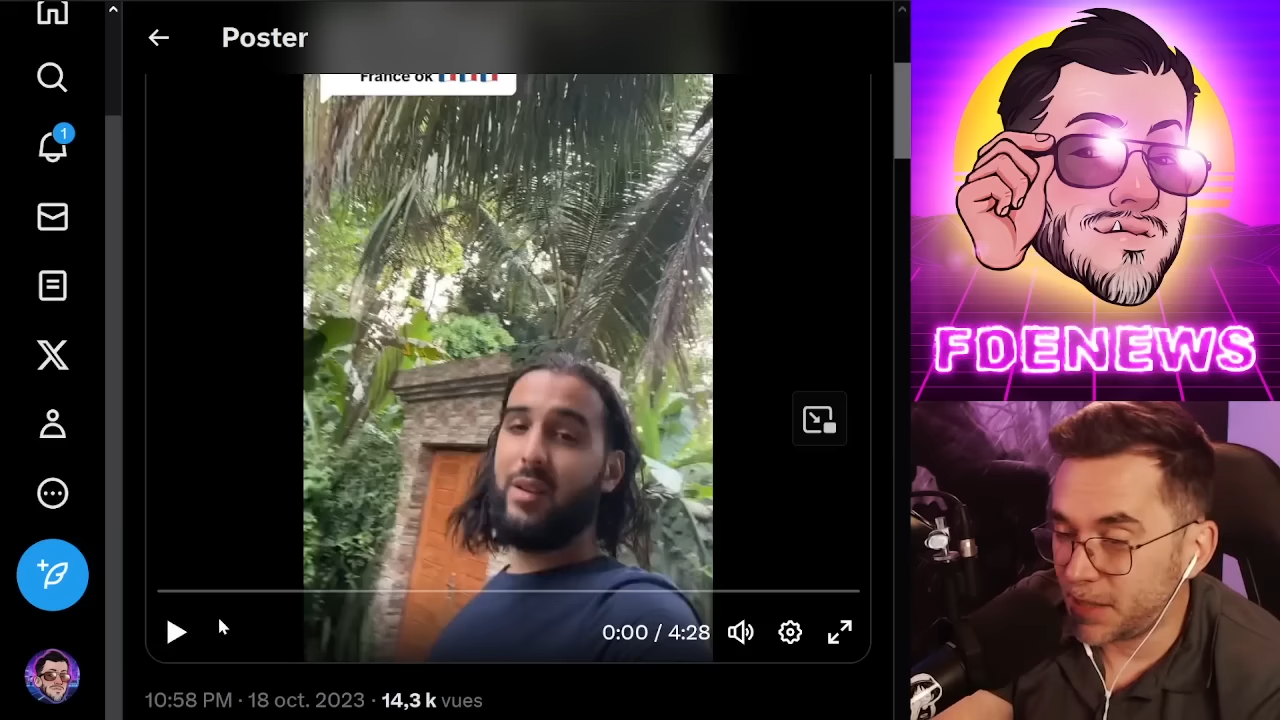 Poster
France ok 🇫🇷🇫🇷
1
0:00 / 4:28
10:58 PM · 18 oct. 2023 · 14,3 k vues
FDENEWS